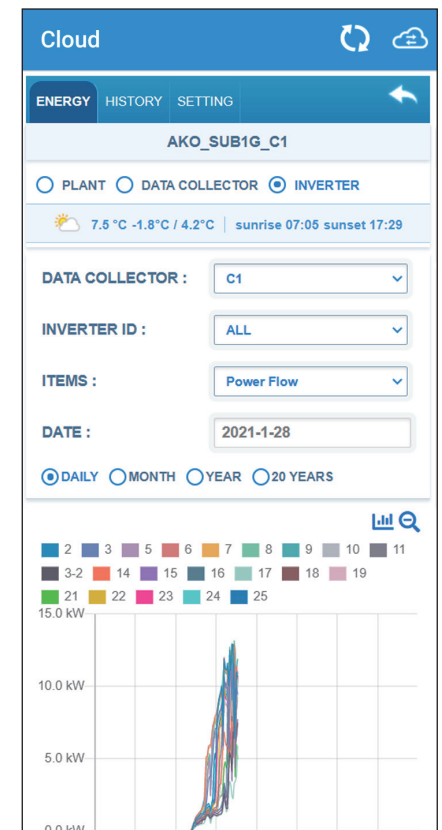 Cloud
ENERGY HISTORY SETTING
AKO_SUB1G_C1
PLANT DATA COLLECTOR INVERTER
7.5 °C -1.8°C / 4.2°C | sunrise 07:05 sunset 17:29
DATA COLLECTOR : C1
INVERTER ID : ALL
ITEMS : Power Flow
DATE : 2021-1-28
DAILY MONTH YEAR 20 YEARS
2 3 5 6 7 8 9 10 11
3-2 14 15 16 17 18 19
21 22 23 24 25
15.0 kW
10.0 kW
5.0 kW
0.0 kW